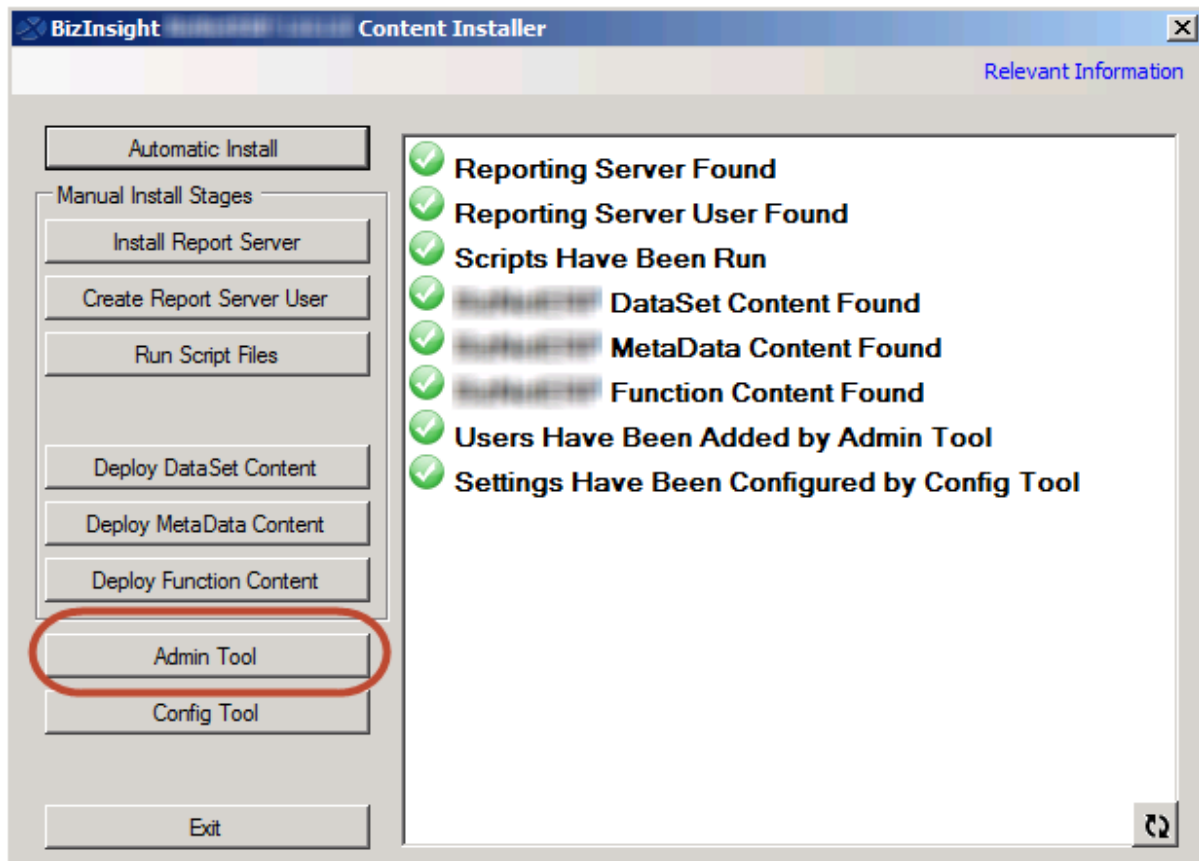 BizInsight Content Installer
Relevant Information
Automatic Install
Manual Install Stages
Install Report Server
Create Report Server User
Run Script Files
Deploy DataSet Content
Deploy MetaData Content
Deploy Function Content
Admin Tool
Config Tool
Exit
Reporting Server Found
Reporting Server User Found
Scripts Have Been Run
DataSet Content Found
MetaData Content Found
Function Content Found
Users Have Been Added by Admin Tool
Settings Have Been Configured by Config Tool